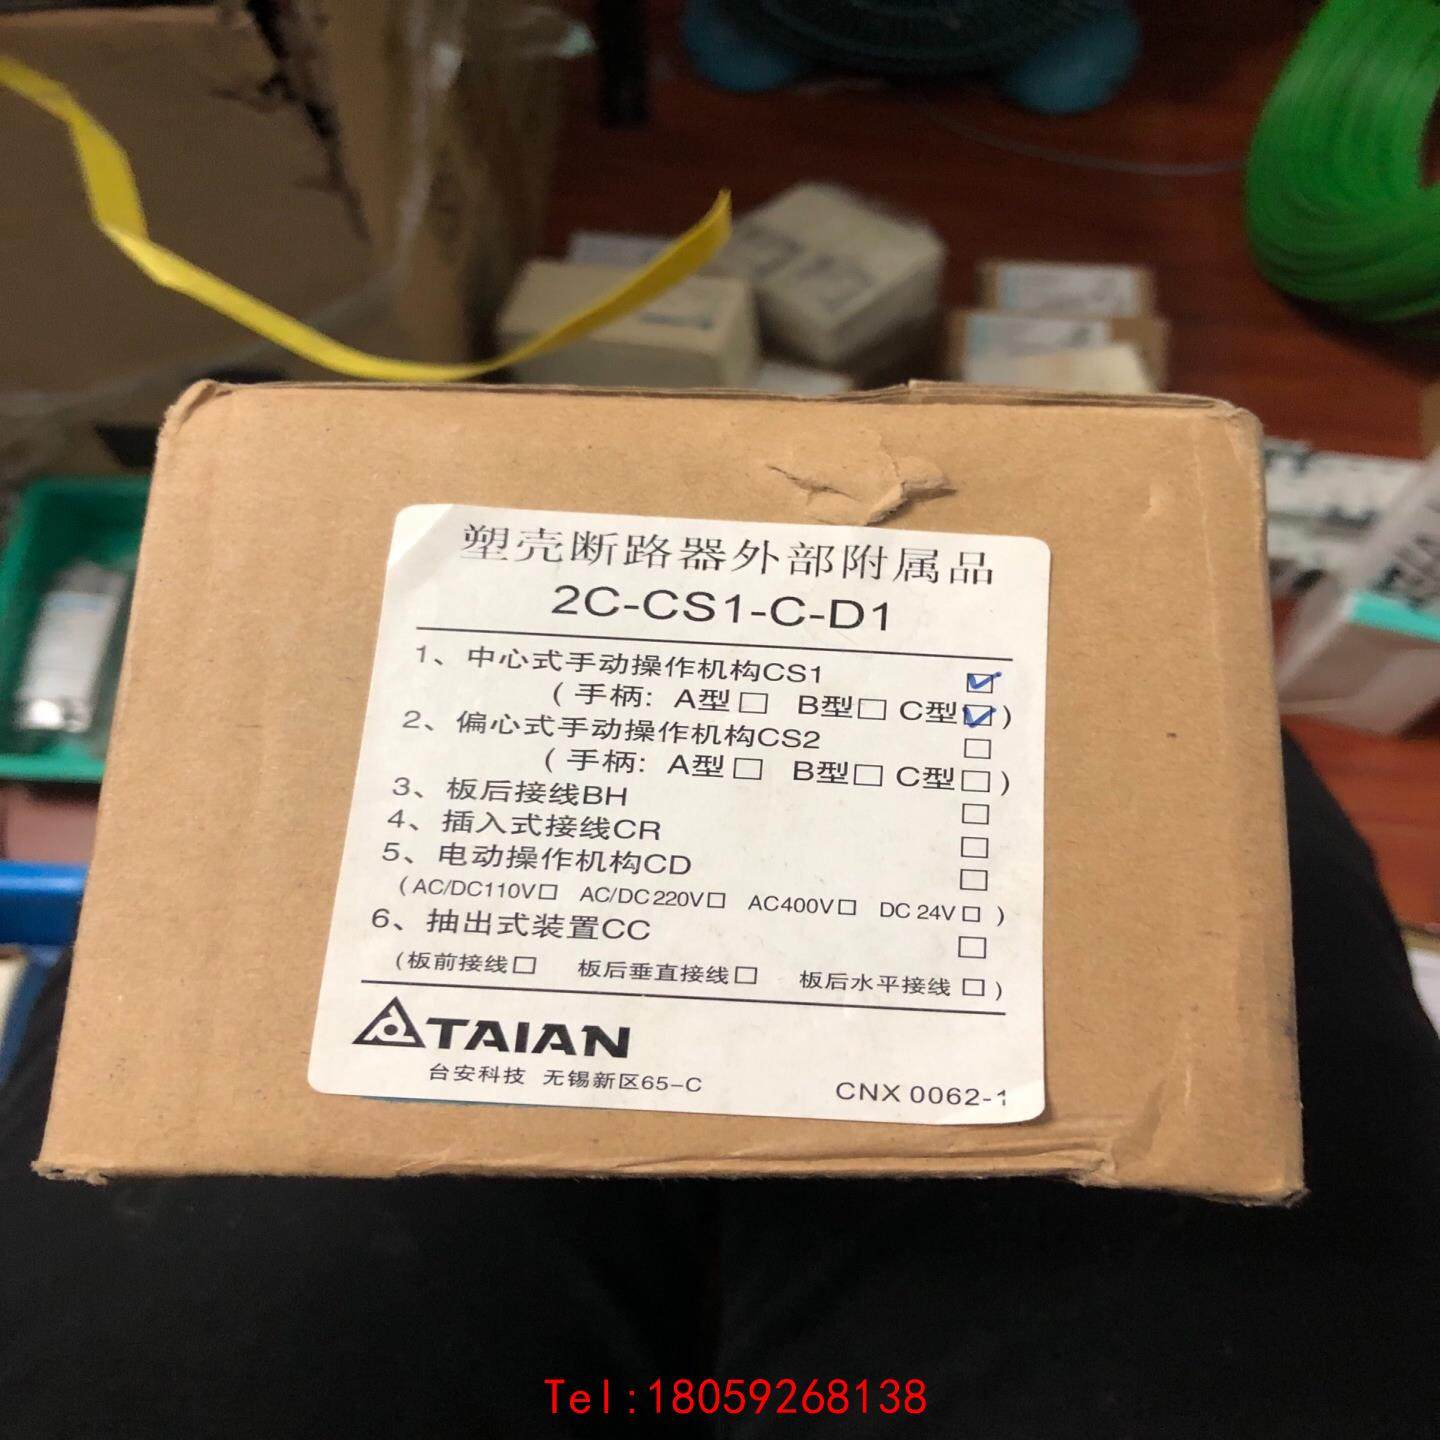 塑壳断路器外部附属品
2C-CS1-C-D1
1、中心式手动操作机构CS1 ☑
(手柄: A型□ B型□ C型☑)
2、偏心式手动操作机构CS2 □
(手柄: A型□ B型□ C型□)
3、板后接线BH □
4、插入式接线CR □
5、电动操作机构CD □
(AC/DC110V□ AC/DC220V□ AC400V□ DC 24V□)
6、抽出式装置CC □
(板前接线□ 板后垂直接线□ 板后水平接线□)
TAIAN
台安科技 无锡新区65-C
CNX 0062-1
Tel:18059268138